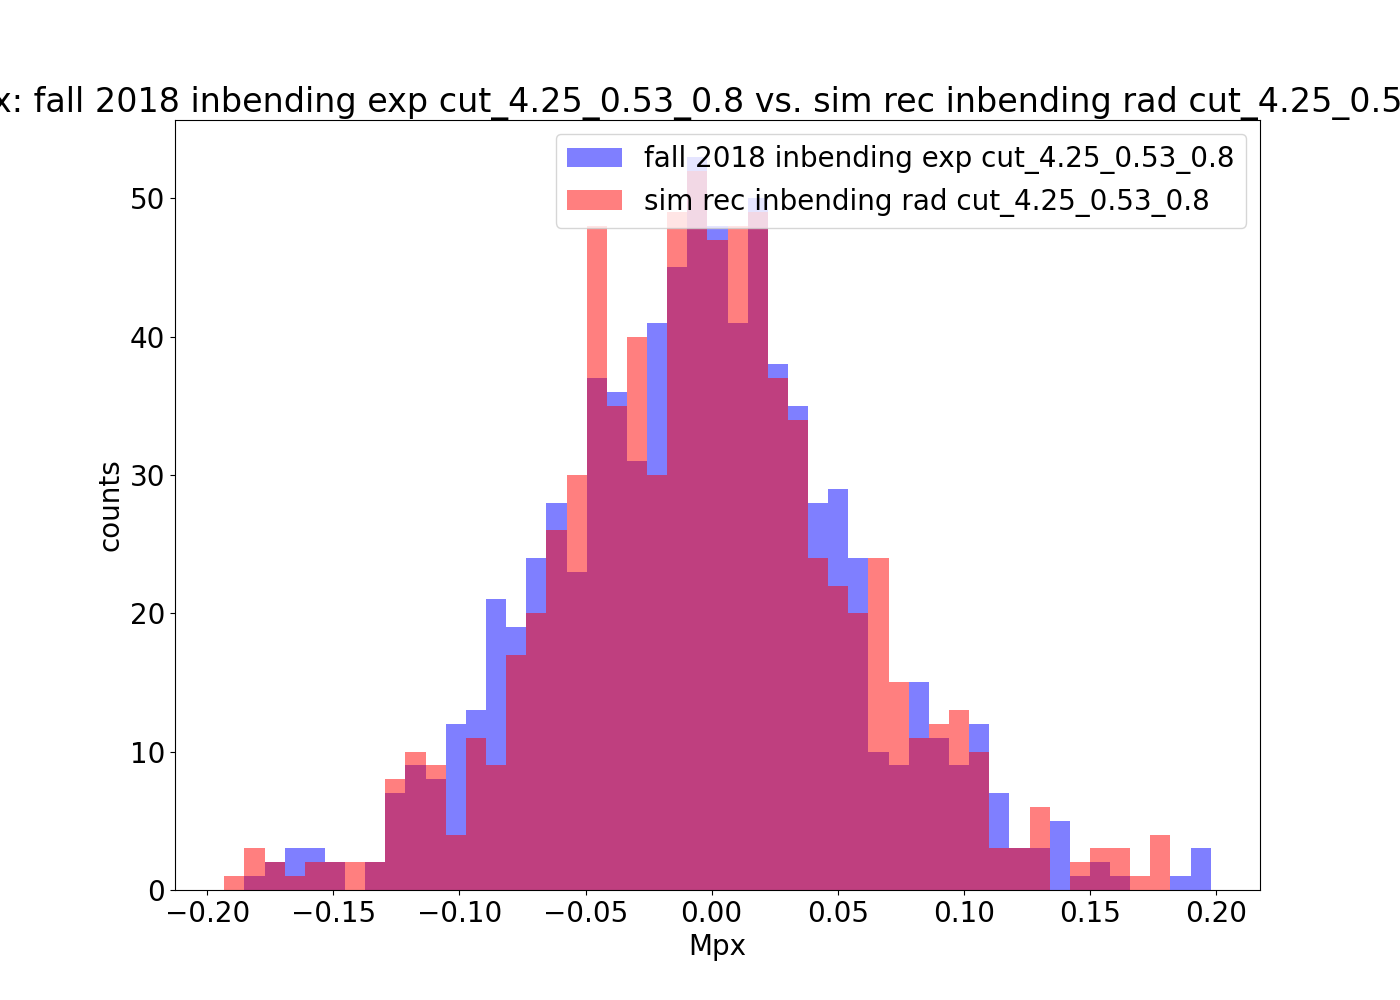 x: fall 2018 inbending exp cut_4.25_0.53_0.8 vs. sim rec inbending rad cut_4.25_0.5
fall 2018 inbending exp cut_4.25_0.53_0.8
sim rec inbending rad cut_4.25_0.53_0.8
50
40
30
20
10
0
counts
−0.20 −0.15 −0.10 −0.05 0.00 0.05 0.10 0.15 0.20
Mpx